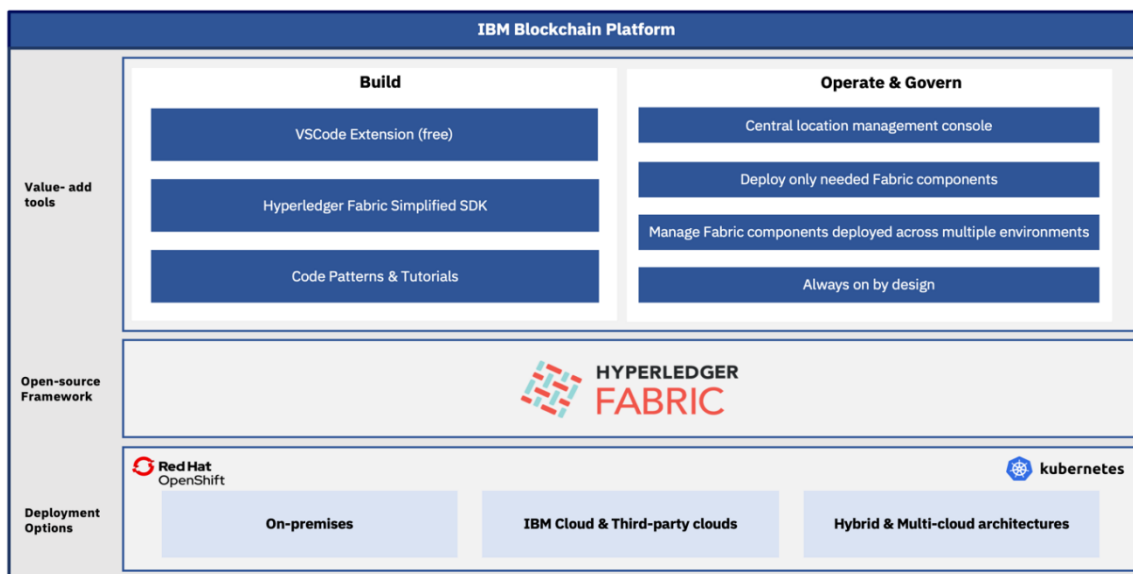 IBM Blockchain Platform
Value- add
tools
Build
VSCode Extension (free)
Hyperledger Fabric Simplified SDK
Code Patterns & Tutorials
Operate & Govern
Central location management console
Deploy only needed Fabric components
Manage Fabric components deployed across multiple environments
Always on by design
Open-source
Framework
HYPERLEDGER
FABRIC
Deployment
Options
Red Hat
OpenShift
kubernetes
On-premises
IBM Cloud & Third-party clouds
Hybrid & Multi-cloud architectures